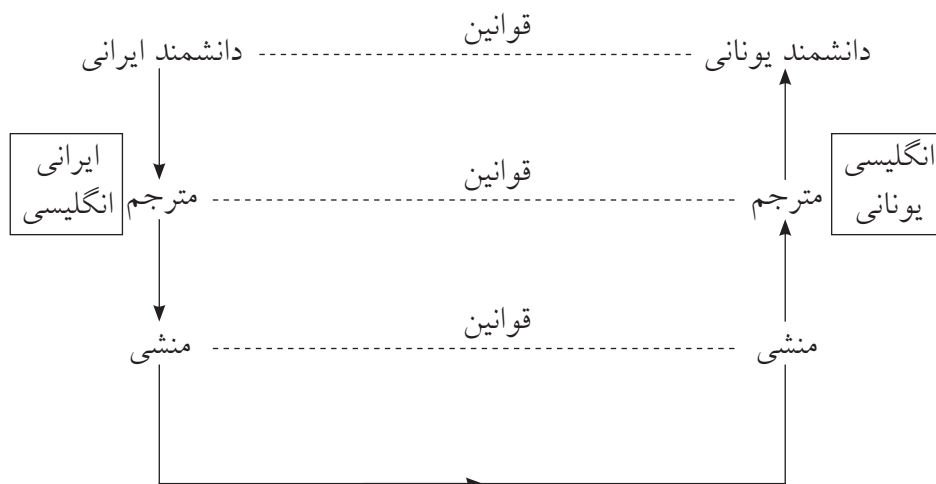 قوانین
دانشمند یونانی
دانشمند ایرانی
انگلیسی
یونانی
مترجم
قوانین
مترجم
ایرانی
انگلیسی
منشی
قوانین
منشی